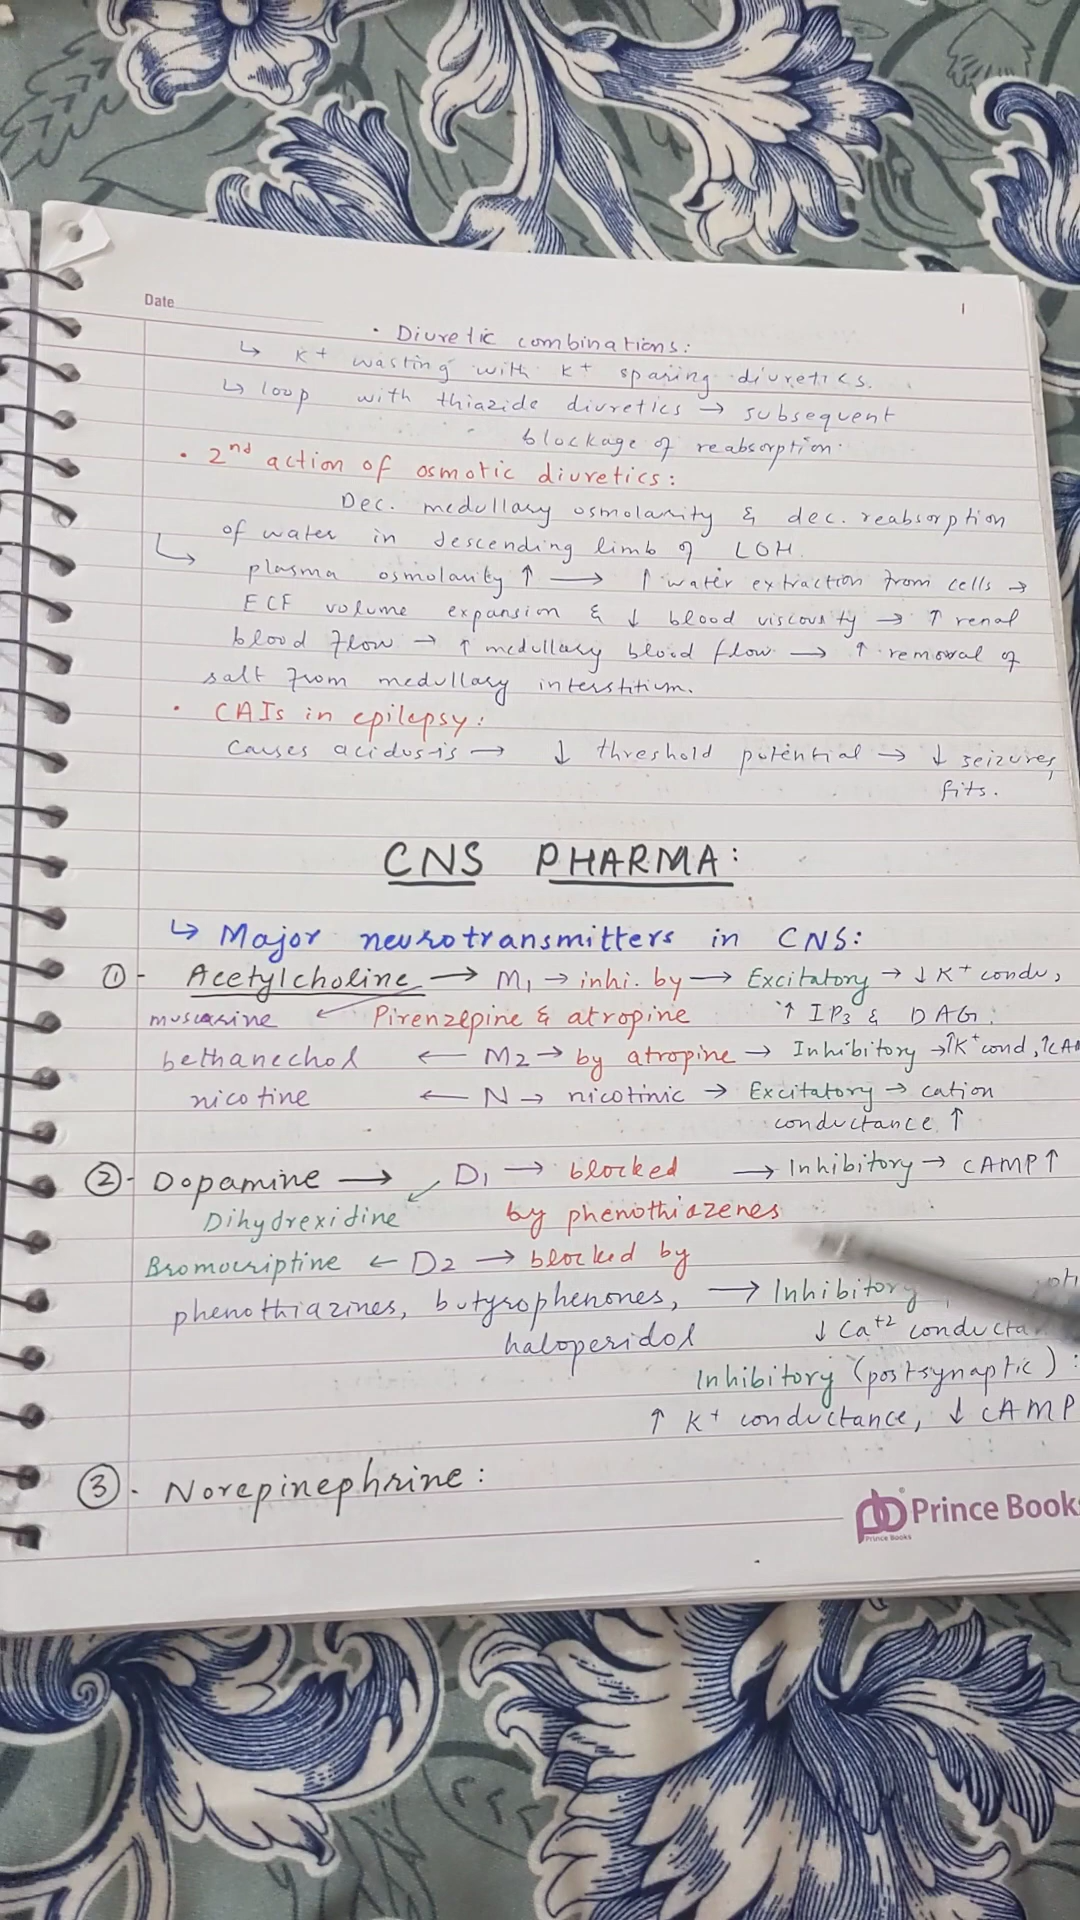 Date
1
• Diuretic combinations:
↳ K+ wasting with K+ sparing diuretics.
↳ loop with thiazide diuretics → subsequent
blockage of reabsorption.
• 2nd action of osmotic diuretics:
Dec. medullary osmolarity & dec. reabsorption
of water in descending limb of LOH.
↳ plasma osmolarity ↑ → ↑ water extraction from cells →
ECF volume expansion & ↓ blood viscosity → ↑ renal
blood flow → ↑ medullary blood flow → ↑ removal of
salt from medullary interstitium.
• CAIs in epilepsy:
Causes acidosis → ↓ threshold potential → ↓ seizures,
fits.
CNS PHARMA:
↳ Major neurotransmitters in CNS:
①- Acetylcholine → M1 → inhi. by → Excitatory → ↓ K+ condu,
muscarine ← Pirenzepine & atropine ↑ IP3 & DAG.
bethanechol ← M2 → by atropine → Inhibitory → ↑K+ cond, ↑cAM
nicotine ← N → nicotinic → Excitatory → cation
conductance ↑
②- Dopamine → D1 → blocked → Inhibitory → cAMP↑
Dihydrexidine by phenothiazenes
Bromocriptine ← D2 → blocked by
phenothiazines, butyrophenones, → Inhibitory
haloperidol ↓ Ca+2 conducta
Inhibitory (postsynaptic):
↑ K+ conductance, ↓ cAMP
③- Norepinephrine:
Prince Book
Prince Books